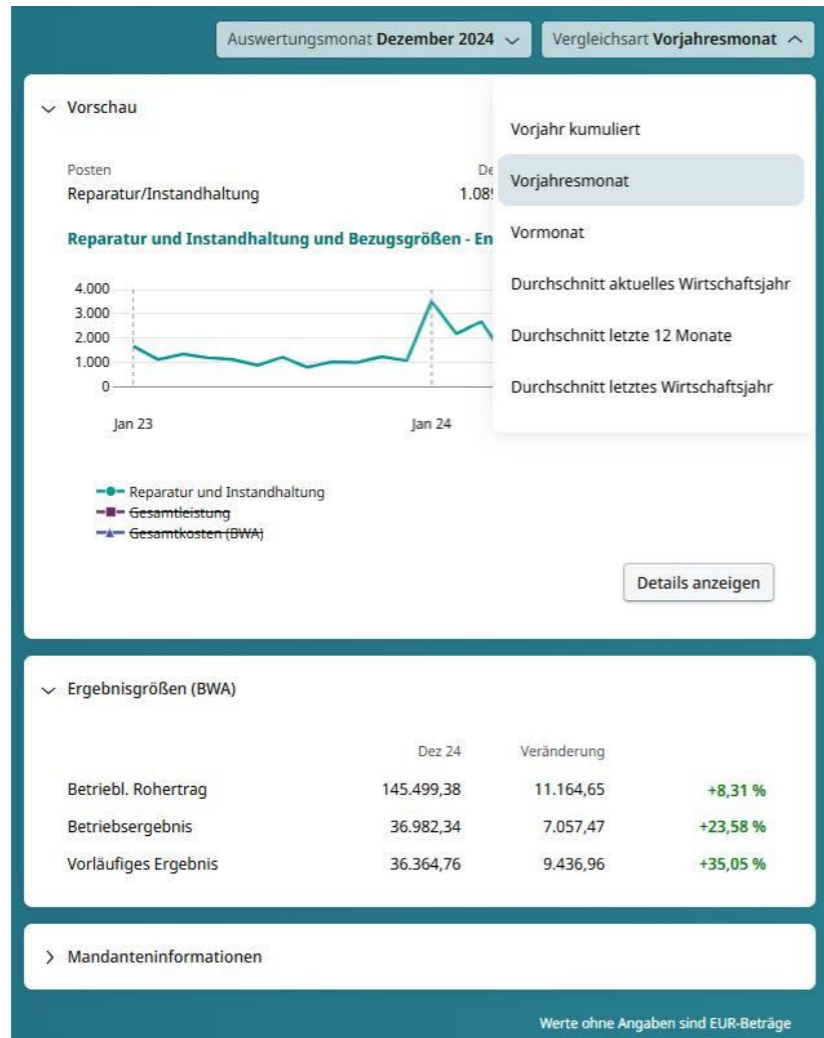 Auswertungsmonat Dezember 2024 Vergleichsart Vorjahresmonat
Vorschau
Posten
Reparatur/Instandhaltung
Reparatur und Instandhaltung und Bezugsgrößen - En
4.000
3.000
2.000
1.000
0
Jan 23 Jan 24
Reparatur und Instandhaltung
Gesamtleistung
Gesamtkosten (BWA)
Vorjahr kumuliert
Vorjahresmonat
Vormonat
Durchschnitt aktuelles Wirtschaftsjahr
Durchschnitt letzte 12 Monate
Durchschnitt letztes Wirtschaftsjahr
Details anzeigen
Ergebnisgrößen (BWA)
Dez 24 Veränderung
Betriebl. Rohertrag 145.499,38 11.164,65 +8,31 %
Betriebsergebnis 36.982,34 7.057,47 +23,58 %
Vorläufiges Ergebnis 36.364,76 9.436,96 +35,05 %
Mandanteninformationen
Werte ohne Angaben sind EUR-Beträge